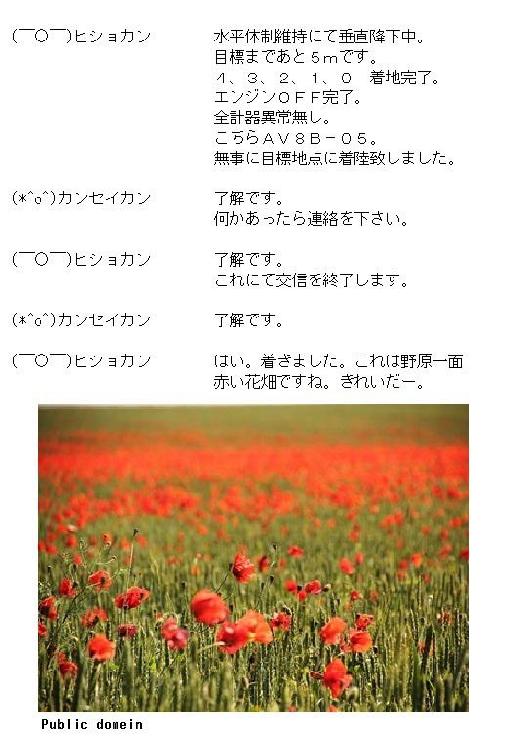 (￣○￣)ヒショカン 水平体制維持にて垂直降下中。
目標まであと５ｍです。
４、３、２、１、０　着地完了。
エンジンＯＦＦ完了。
全計器異常無し。
こちらＡＶ８Ｂ－０５。
無事に目標地点に着陸致しました。
(*^o^)カンセイカン 了解です。
何かあったら連絡を下さい。
(￣○￣)ヒショカン 了解です。
これにて交信を終了します。
(*^o^)カンセイカン 了解です。
(￣○￣)ヒショカン はい。着きました。これは野原一面
赤い花畑ですね。きれいだー。
Public domein